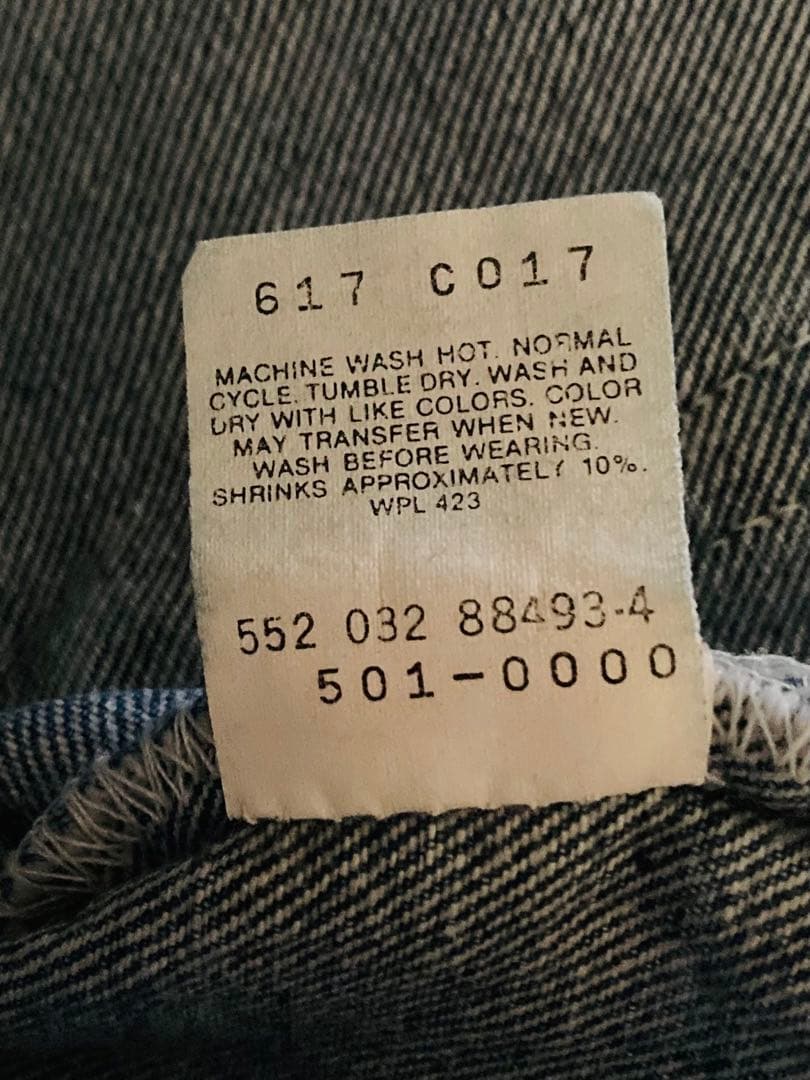 617 C017
MACHINE WASH HOT. NORMAL
CYCLE. TUMBLE DRY. WASH AND
DRY WITH LIKE COLORS. COLOR
MAY TRANSFER WHEN NEW.
WASH BEFORE WEARING.
SHRINKS APPROXIMATELY 10%.
WPL 423
552 032 88493-4
501-0000